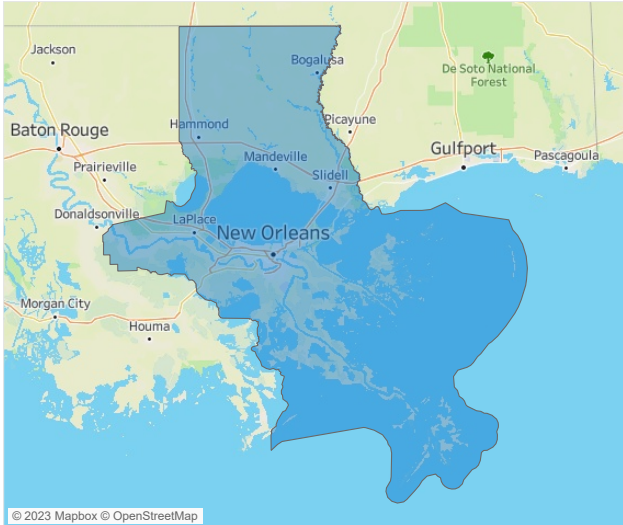 Jackson
Bogalusa
De Soto National
Forest
Hammond
Picayune
Baton Rouge
Gulfport
Mandeville
Pascagoula
Prairieville
Slidell
Donaldsonville
LaPlace
New Orleans
Morgan City
Houma
© 2023 Mapbox © OpenStreetMap